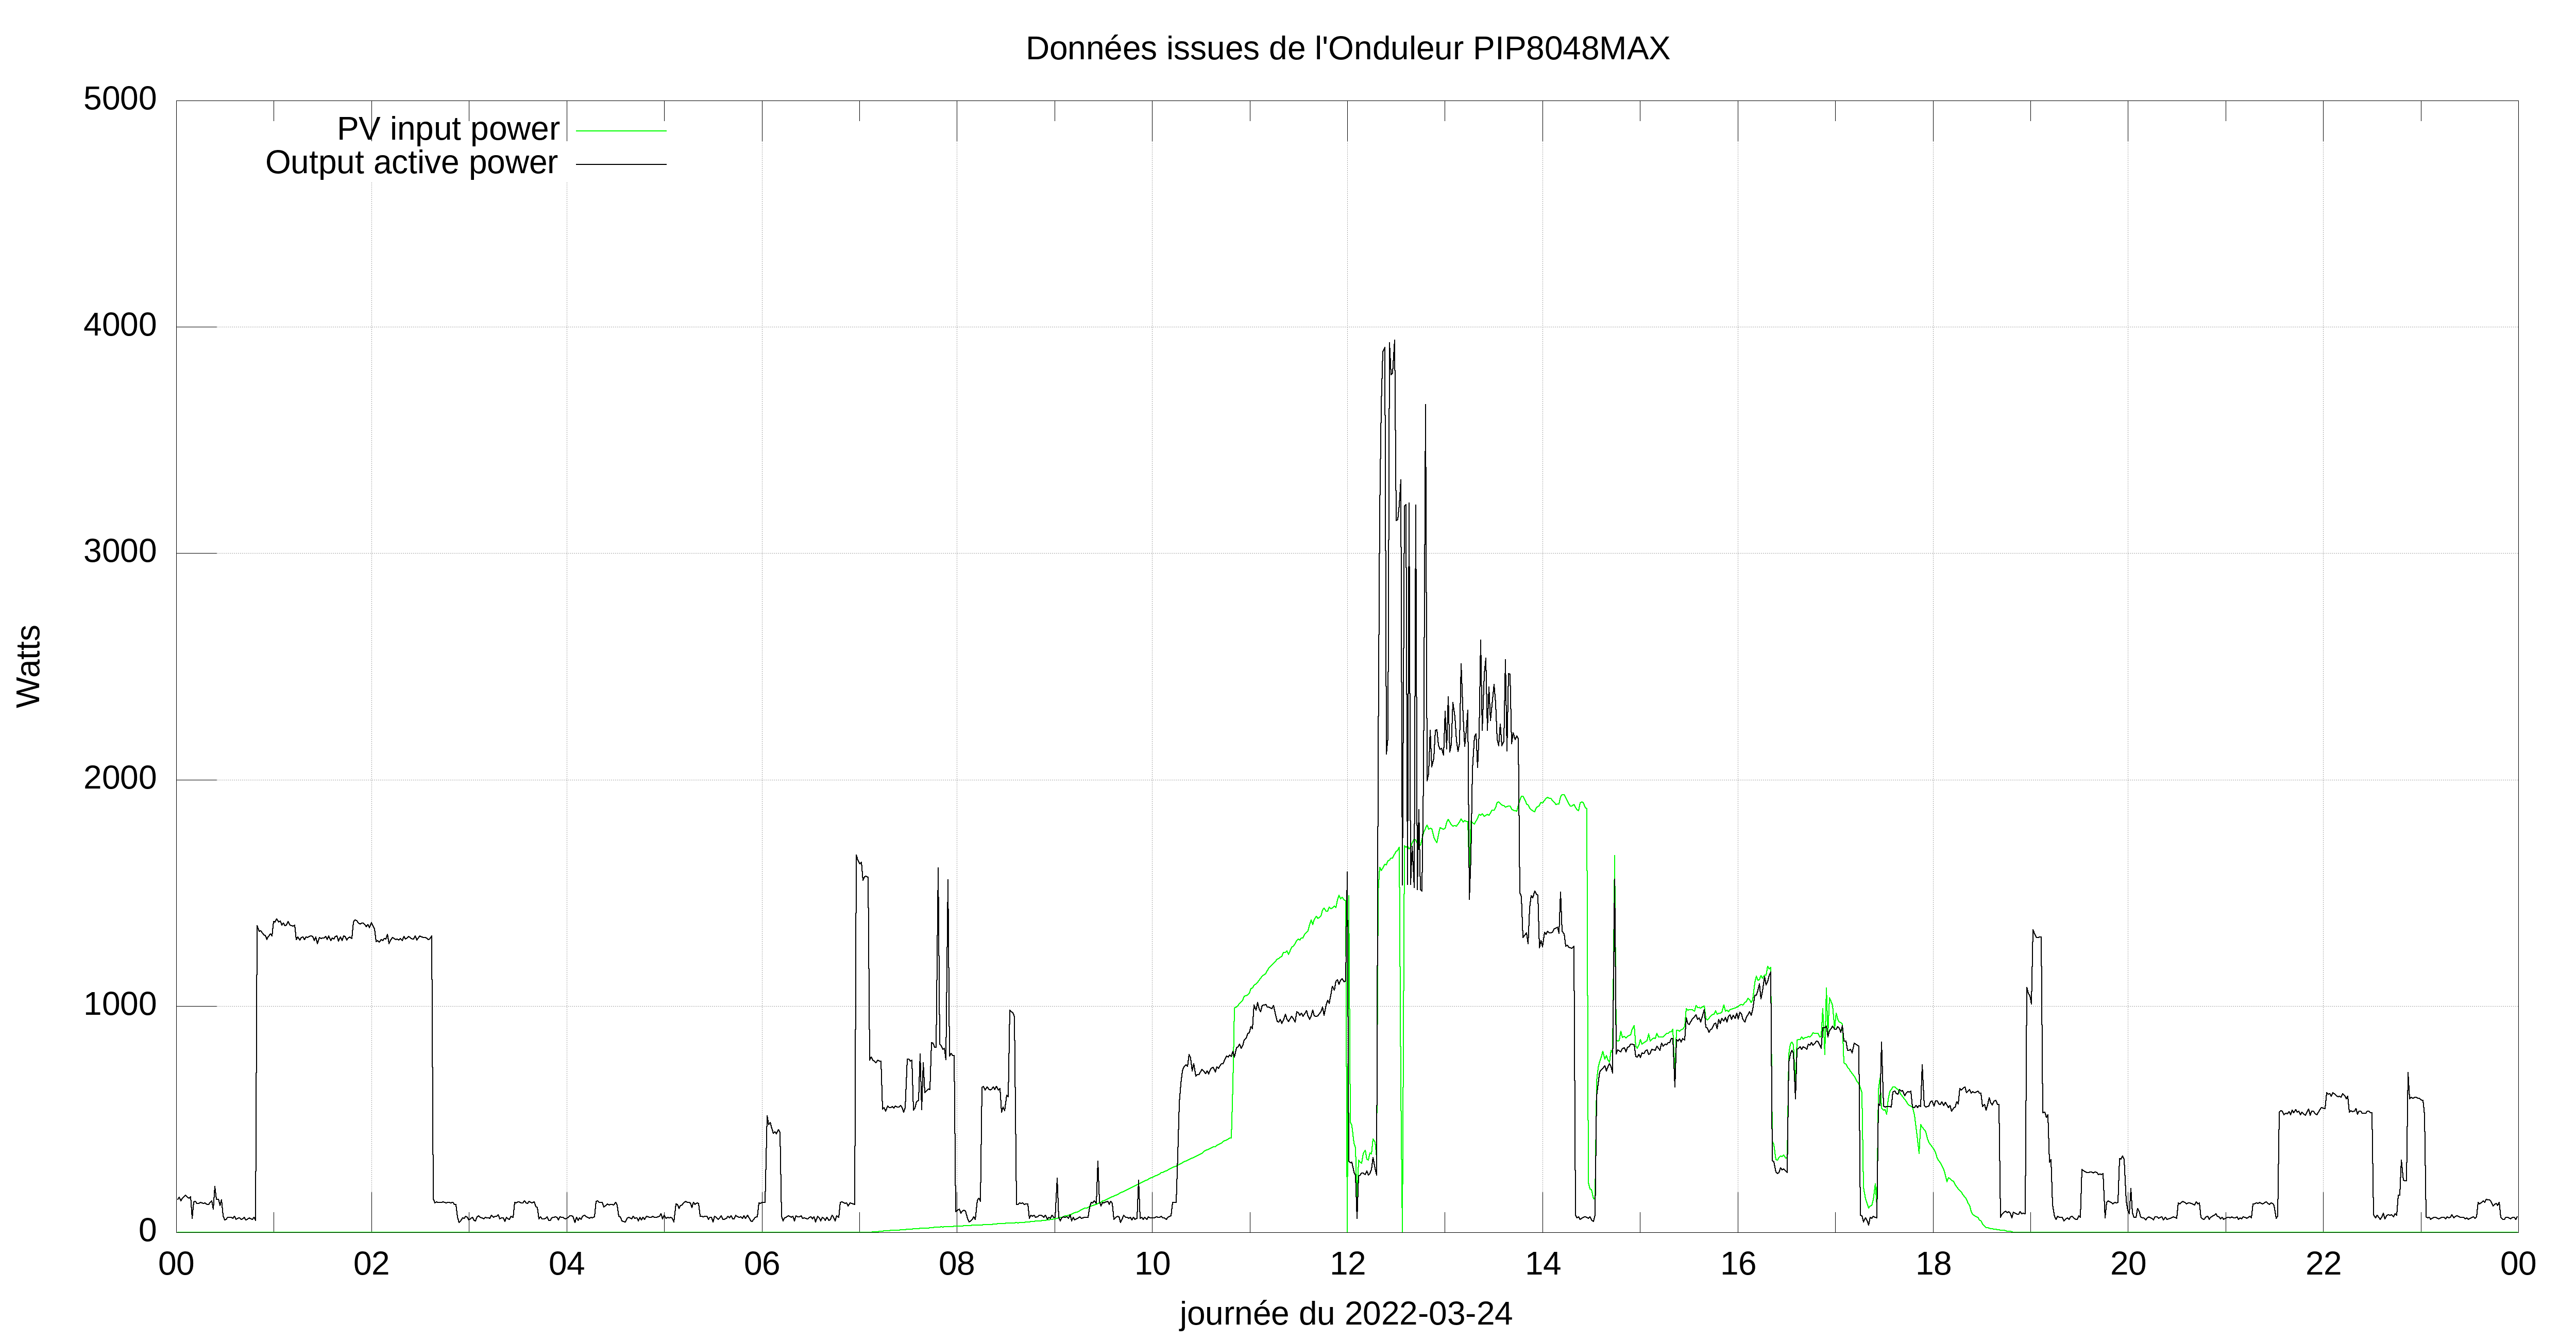 Données issues de l'Onduleur PIP8048MAX
5000
PV input power
Output active power
4000
3000
Watts
2000
1000
0
00 02 04 06 08 10 12 14 16 18 20 22 00
journée du 2022-03-24